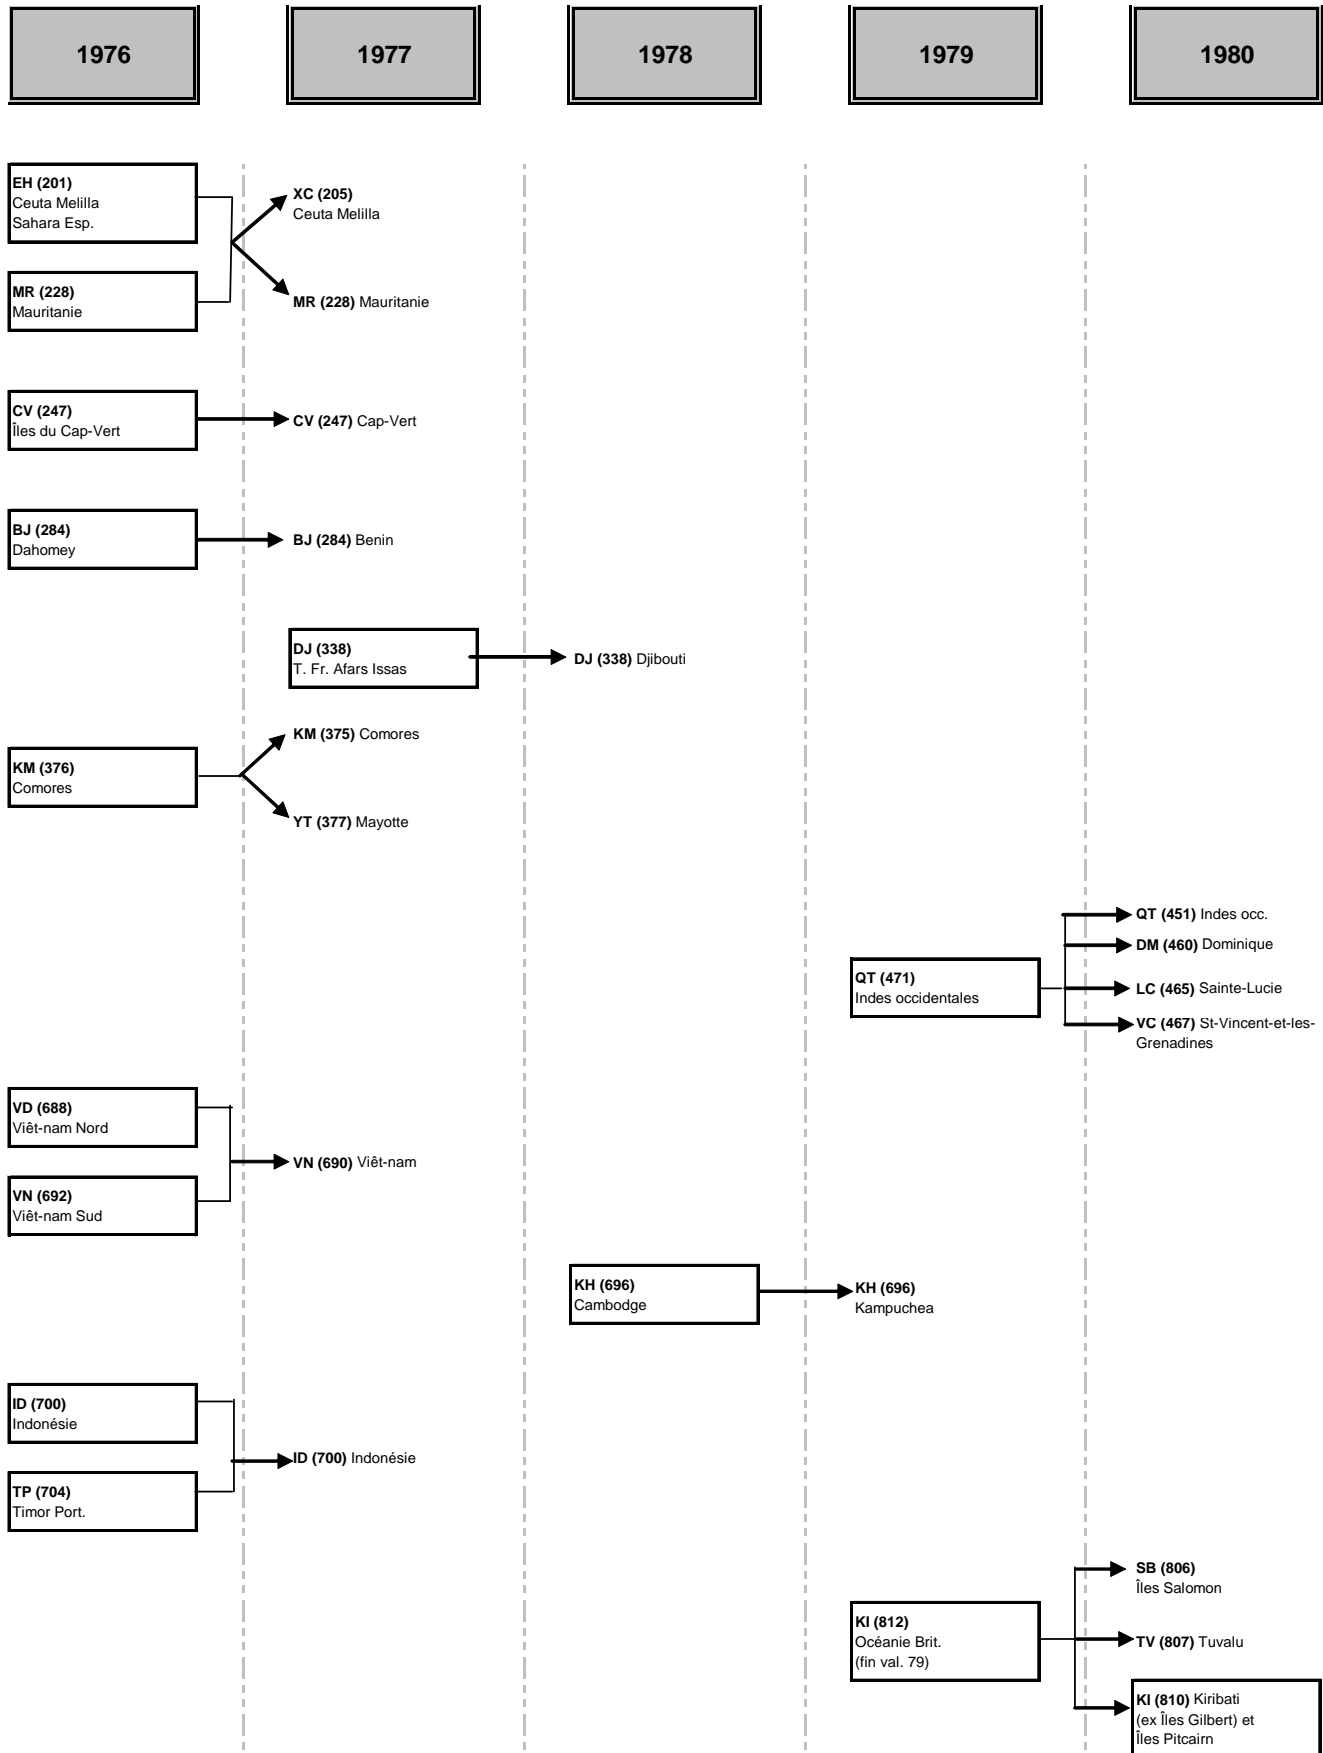 1976
1977
1978
1979
1980
EH (201)
Ceuta Melilla
Sahara Esp.
XC (205)
Ceuta Melilla
MR (228)
Mauritanie
MR (228) Mauritanie
CV (247)
Îles du Cap-Vert
CV (247) Cap-Vert
BJ (284)
Dahomey
BJ (284) Benin
DJ (338)
T. Fr. Afars Issas
DJ (338) Djibouti
KM (376)
Comores
KM (375) Comores
YT (377) Mayotte
QT (471)
Indes occidentales
QT (451) Indes occ.
DM (460) Dominique
LC (465) Sainte-Lucie
VC (467) St-Vincent-et-les-
Grenadines
VD (688)
Viêt-nam Nord
VN (692)
Viêt-nam Sud
VN (690) Viêt-nam
KH (696)
Cambodge
KH (696)
Kampuchea
ID (700)
Indonésie
TP (704)
Timor Port.
ID (700) Indonésie
KI (812)
Océanie Brit.
(fin val. 79)
SB (806)
Îles Salomon
TV (807) Tuvalu
KI (810) Kiribati
(ex Îles Gilbert) et
Îles Pitcairn